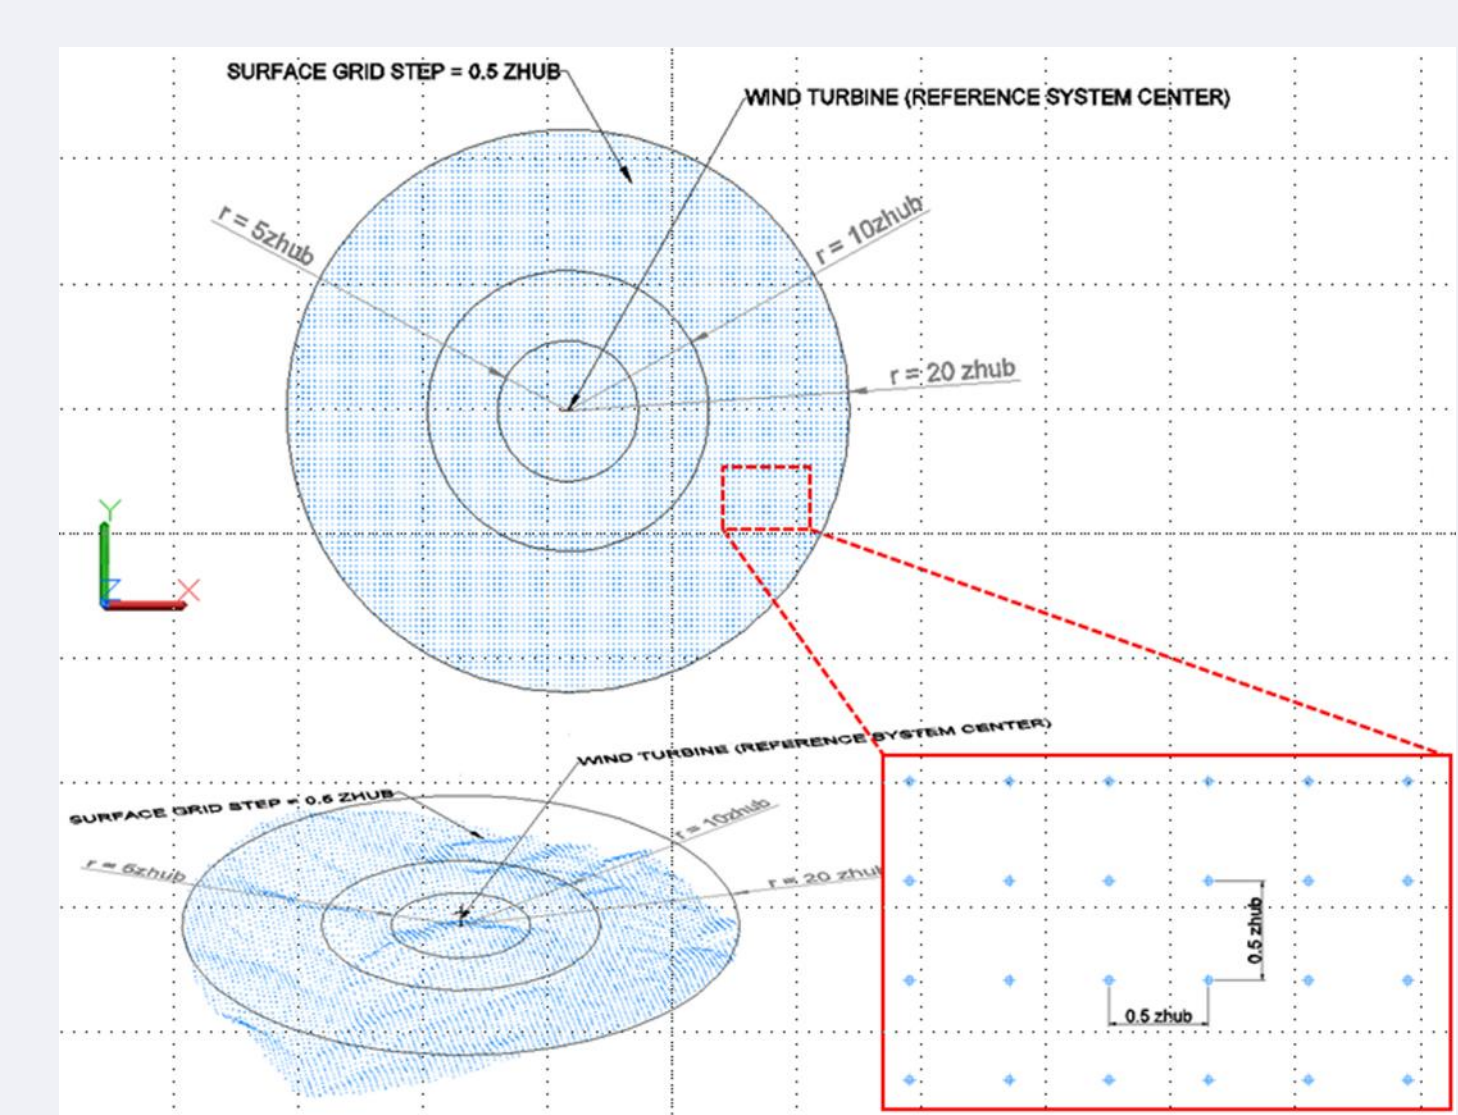 SURFACE GRID STEP = 0.5 ZHUB
WIND TURBINE (REFERENCE SYSTEM CENTER)
r = 5zhub
r = 10zhub
r = 20 zhub
Y
Z
X
WIND TURBINE (REFERENCE SYSTEM CENTER)
SURFACE GRID STEP = 0.5 ZHUB
r = 10zhub
r = 5zhub
r = 20 zhub
0.5 zhub
0.5 zhub